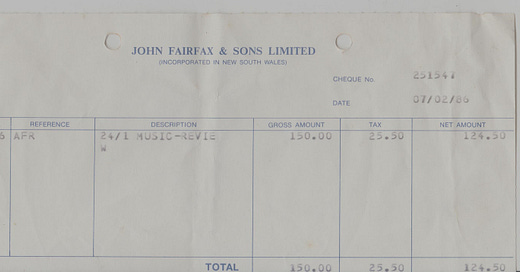 JOHN FAIRFAX & SONS LIMITED
(INCORPORATED IN NEW SOUTH WALES)
CHEQUE No. 251547
DATE 07/02/86
REFERENCE DESCRIPTION GROSS AMOUNT TAX NET AMOUNT
6 AFR 24/1 MUSIC-REVIE 150.00 25.50 124.50
W
TOTAL 150.00 25.50 124.50